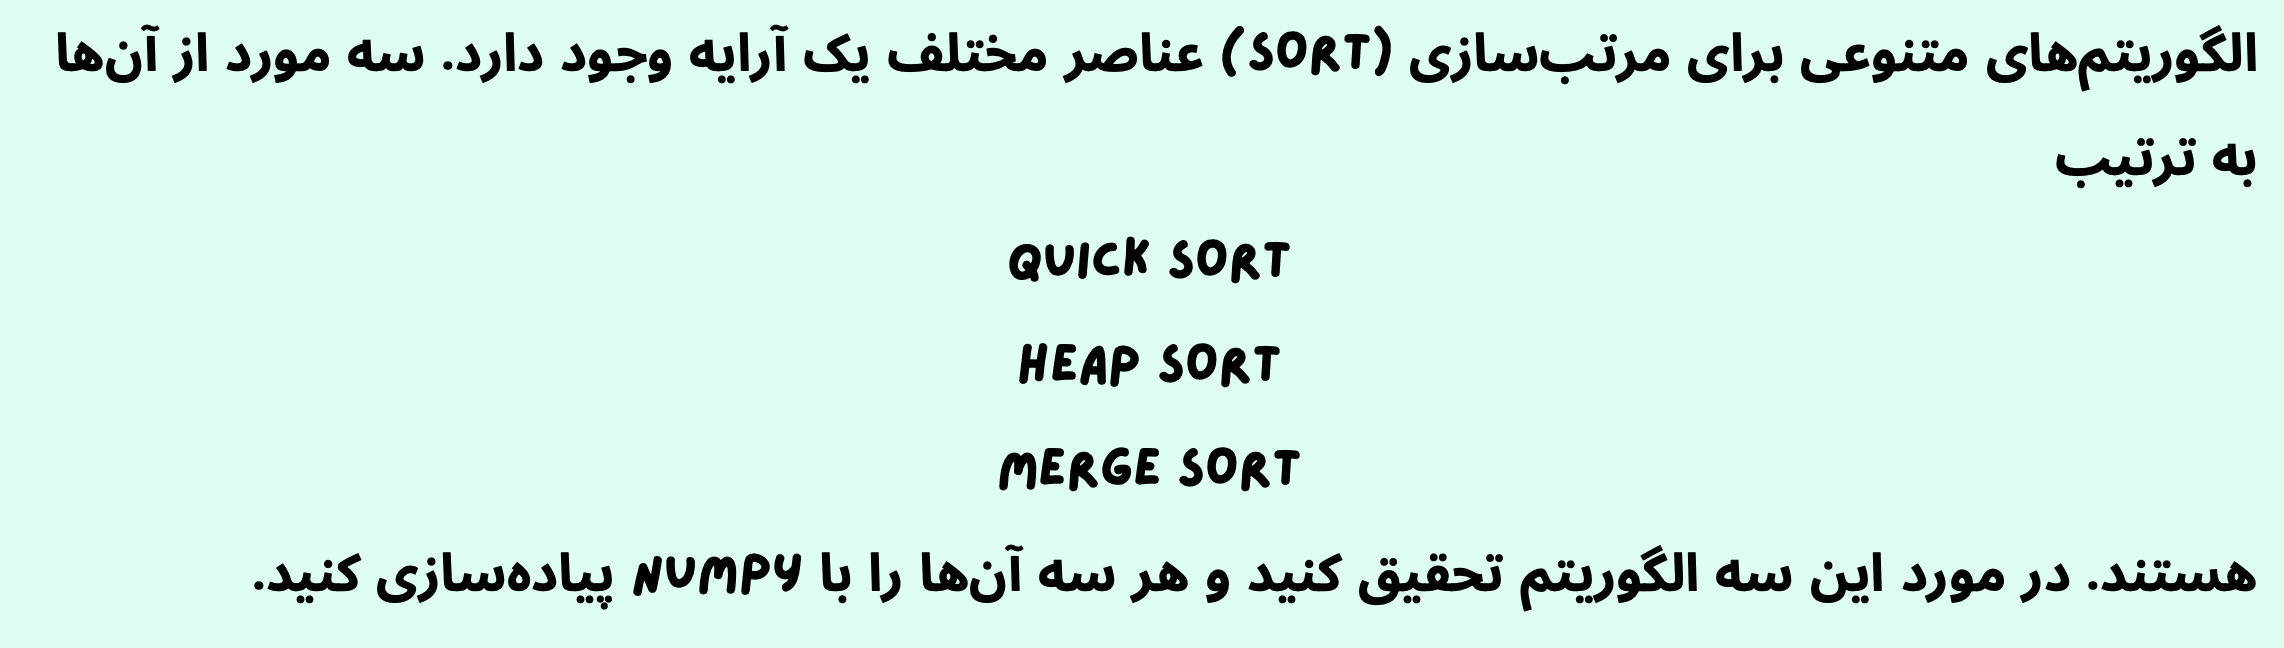 الگوریتم‌های متنوعی برای مرتب‌سازی (SORT) عناصر مختلف یک آرایه وجود دارد. سه مورد از آن‌ها
به ترتیب
QUICK SORT
HEAP SORT
MERGE SORT
هستند. در مورد این سه الگوریتم تحقیق کنید و هر سه آن‌ها را با NUMPY پیاده‌سازی کنید.